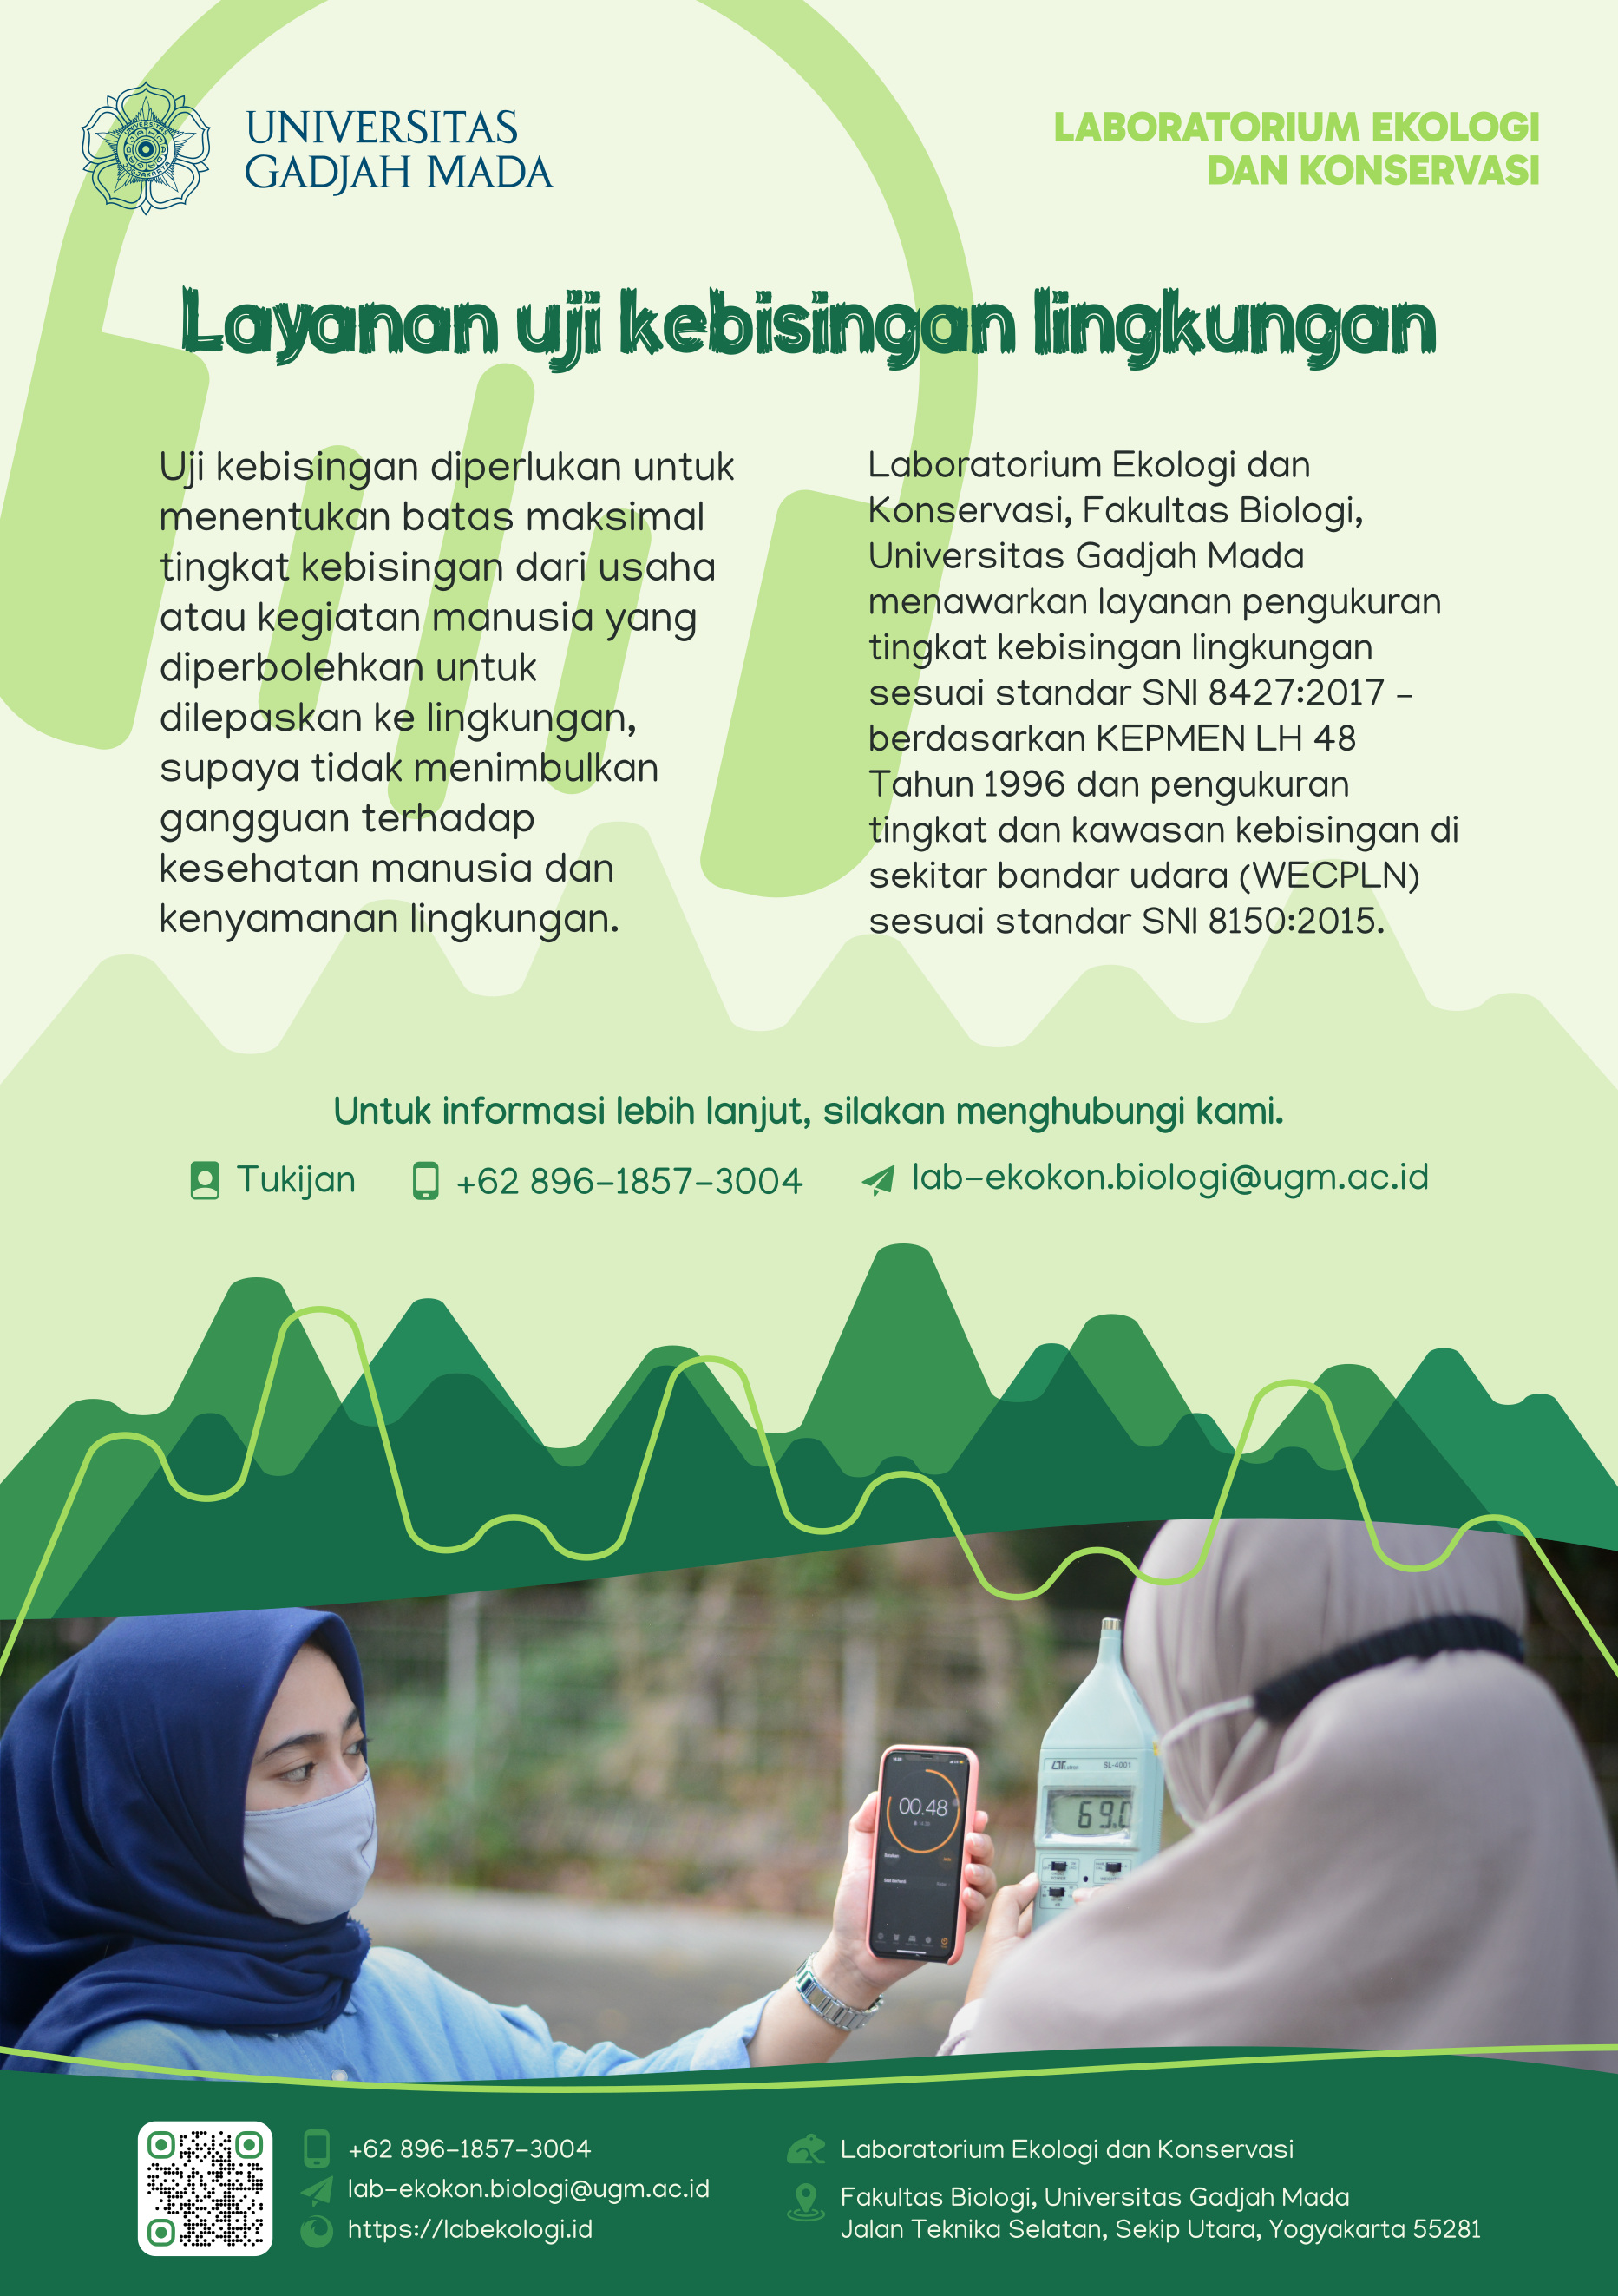 UNIVERSITAS
GADJAH MADA
LABORATORIUM EKOLOGI
DAN KONSERVASI
Layanan uji kebisingan lingkungan
Uji kebisingan diperlukan untuk
menentukan batas maksimal
tingkat kebisingan dari usaha
atau kegiatan manusia yang
diperbolehkan untuk
dilepaskan ke lingkungan,
supaya tidak menimbulkan
gangguan terhadap
kesehatan manusia dan
kenyamanan lingkungan.
Laboratorium Ekologi dan
Konservasi, Fakultas Biologi,
Universitas Gadjah Mada
menawarkan layanan pengukuran
tingkat kebisingan lingkungan
sesuai standar SNI 8427:2017 -
berdasarkan KEPMEN LH 48
Tahun 1996 dan pengukuran
tingkat dan kawasan kebisingan di
sekitar bandar udara (WECPLN)
sesuai standar SNI 8150:2015.
Untuk informasi lebih lanjut, silakan menghubungi kami.
Tukijan
+62 896-1857-3004
lab-ekokon.biologi@ugm.ac.id
00.48
Lutron SL-4001
69.0
+62 896-1857-3004
lab-ekokon.biologi@ugm.ac.id
https://labekologi.id
Laboratorium Ekologi dan Konservasi
Fakultas Biologi, Universitas Gadjah Mada
Jalan Teknika Selatan, Sekip Utara, Yogyakarta 55281